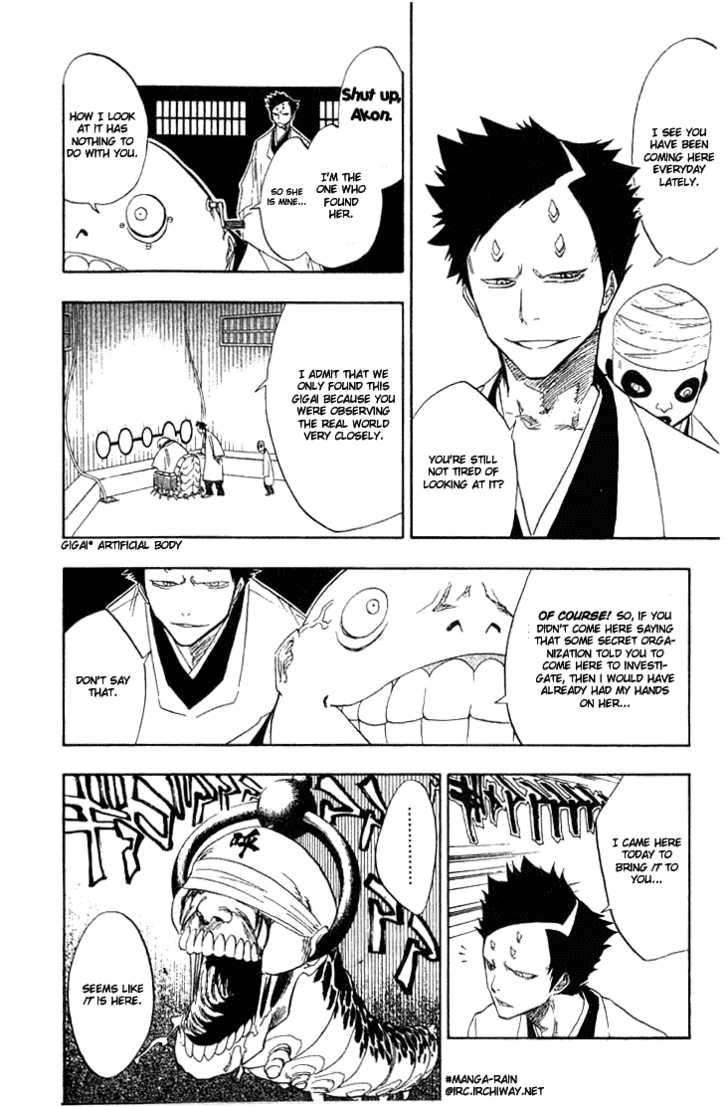 I SEE YOU
HAVE BEEN
COMING HERE
EVERYDAY
LATELY.
YOU'RE STILL
NOT TIRED OF
LOOKING AT IT?
Shut up,
Akon.
I'M THE
ONE WHO
FOUND
HER.
SO SHE
IS MINE...
HOW I LOOK
AT IT HAS
NOTHING TO
DO WITH YOU.
I ADMIT THAT WE
ONLY FOUND THIS
GIGAI BECAUSE YOU
WERE OBSERVING
THE REAL WORLD
VERY CLOSELY.
GIGAI* ARTIFICIAL BODY
OF COURSE! SO, IF YOU
DIDN'T COME HERE SAYING
THAT SOME SECRET ORGA-
NIZATION TOLD YOU TO
COME HERE TO INVESTI-
GATE, THEN I WOULD HAVE
ALREADY HAD MY HANDS
ON HER...
DON'T SAY
THAT.
I CAME HERE
TODAY TO
BRING IT TO
YOU...
.........
SEEMS LIKE
IT IS HERE.
#MANGA-RAIN
@IRC.IRCHIWAY.NET